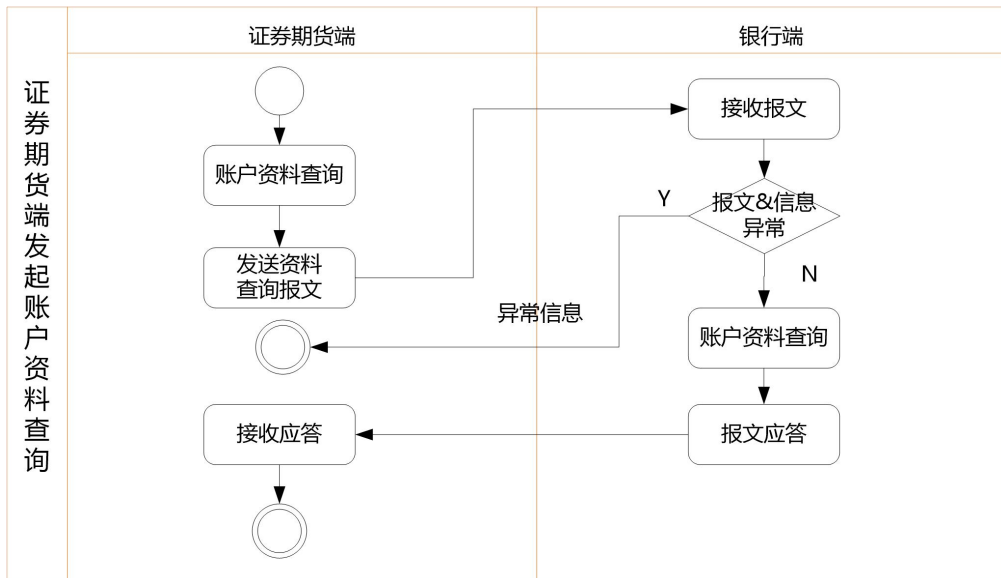 证券期货端发起账户资料查询
证券期货端
银行端
接收报文
账户资料查询
报文&信息
异常
Y
发送资料
查询报文
N
异常信息
账户资料查询
接收应答
报文应答